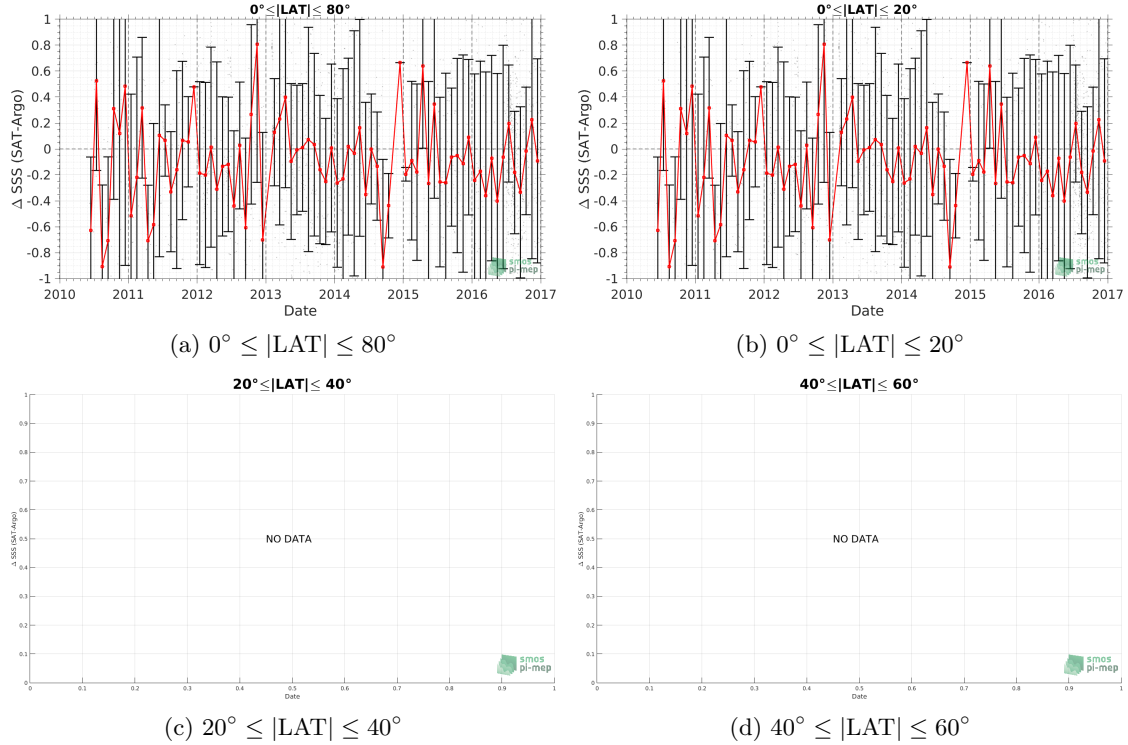 0°≤|LAT|≤ 80°
Δ SSS (SAT-Argo)
1
0.8
0.6
0.4
0.2
0
-0.2
-0.4
-0.6
-0.8
-1
2010 2011 2012 2013 2014 2015 2016 2017
Date
smos
pi-mep
(a) 0° ≤ |LAT| ≤ 80°
0°≤|LAT|≤ 20°
Δ SSS (SAT-Argo)
1
0.8
0.6
0.4
0.2
0
-0.2
-0.4
-0.6
-0.8
-1
2010 2011 2012 2013 2014 2015 2016 2017
Date
smos
pi-mep
(b) 0° ≤ |LAT| ≤ 20°
20°≤|LAT|≤ 40°
Δ SSS (SAT-Argo)
1
0.9
0.8
0.7
0.6
0.5
0.4
0.3
0.2
0.1
0
NO DATA
smos
pi-mep
0 0.1 0.2 0.3 0.4 0.5 0.6 0.7 0.8 0.9 1
Date
(c) 20° ≤ |LAT| ≤ 40°
40°≤|LAT|≤ 60°
Δ SSS (SAT-Argo)
1
0.9
0.8
0.7
0.6
0.5
0.4
0.3
0.2
0.1
0
NO DATA
smos
pi-mep
0 0.1 0.2 0.3 0.4 0.5 0.6 0.7 0.8 0.9 1
Date
(d) 40° ≤ |LAT| ≤ 60°